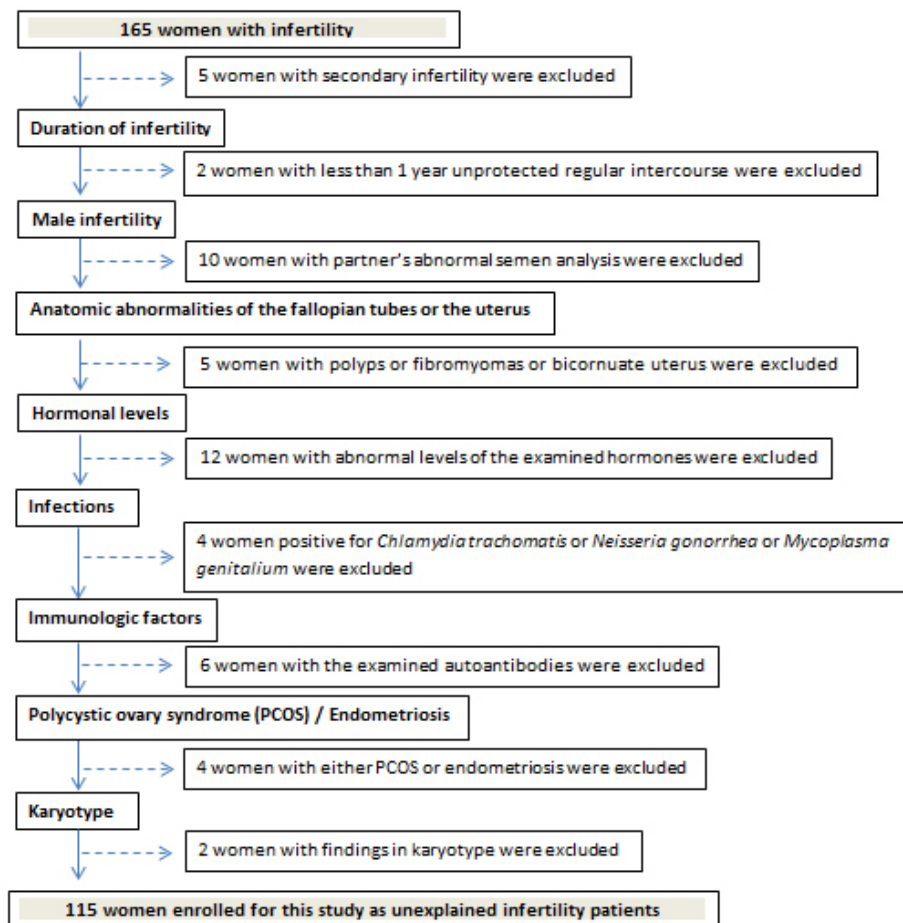 165 women with infertility
5 women with secondary infertility were excluded
Duration of infertility
2 women with less than 1 year unprotected regular intercourse were excluded
Male infertility
10 women with partner's abnormal semen analysis were excluded
Anatomic abnormalities of the fallopian tubes or the uterus
5 women with polyps or fibromyomas or bicornuate uterus were excluded
Hormonal levels
12 women with abnormal levels of the examined hormones were excluded
Infections
4 women positive for Chlamydia trachomatis or Neisseria gonorrhea or Mycoplasma
genitalium were excluded
Immunologic factors
6 women with the examined autoantibodies were excluded
Polycystic ovary syndrome (PCOS) / Endometriosis
4 women with either PCOS or endometriosis were excluded
Karyotype
2 women with findings in karyotype were excluded
115 women enrolled for this study as unexplained infertility patients